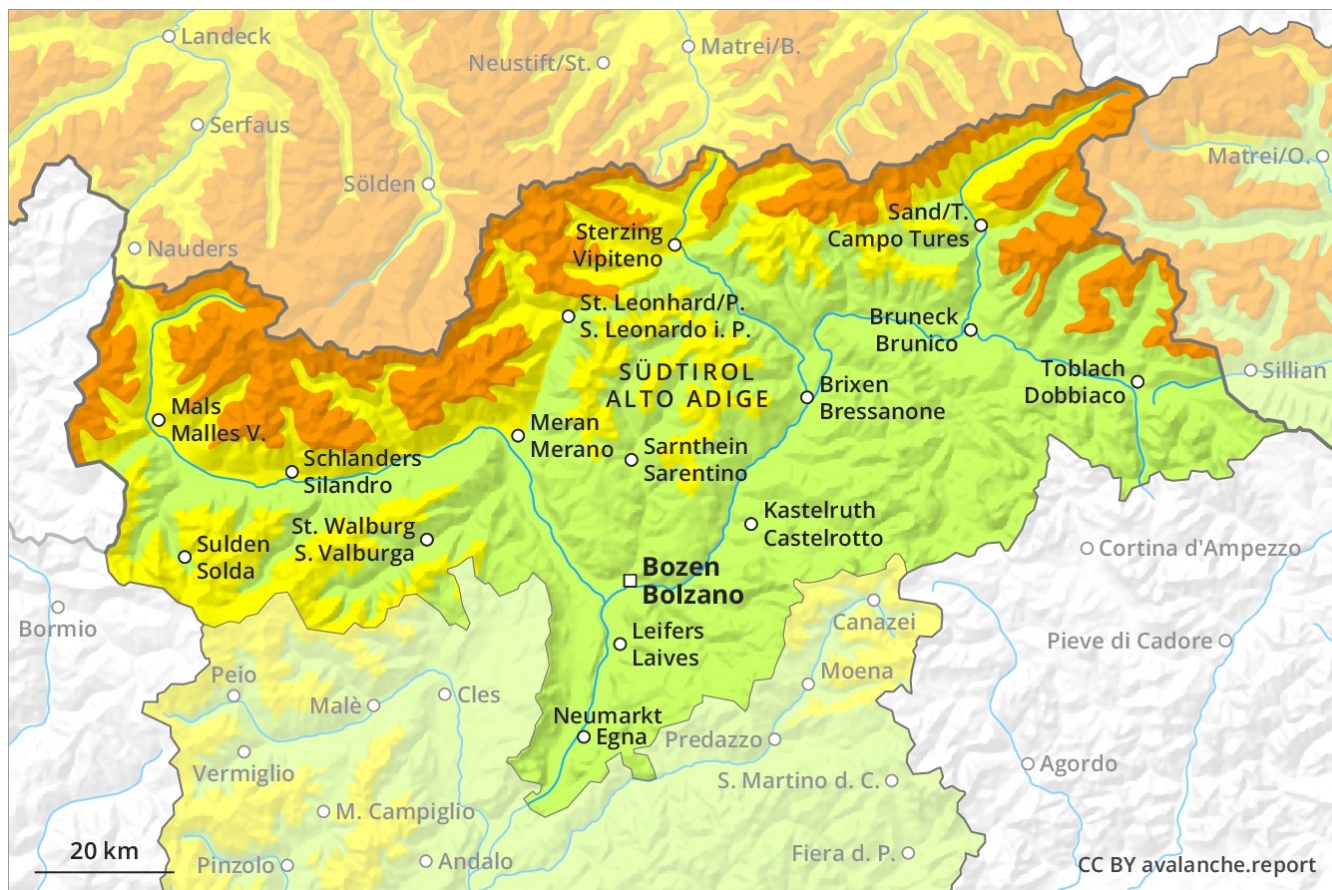 Landeck
Matrei/B.
Neustift/St.
Serfaus
Matrei/O.
Sölden
Nauders
Sand/T.
Campo Tures
Sterzing
Vipiteno
St. Leonhard/P.
S. Leonardo i. P.
Bruneck
Brunico
Sillian
Toblach
Dobbiaco
SÜDTIROL
ALTO ADIGE
Brixen
Bressanone
Mals
Malles V.
Meran
Merano
Sarnthein
Sarentino
Schlanders
Silandro
Kastelruth
Castelrotto
St. Walburg
S. Valburga
Sulden
Solda
Cortina d'Ampezzo
Bozen
Bolzano
Bormio
Canazei
Leifers
Laives
Pieve di Cadore
Peio
Moena
Malè
Cles
Neumarkt
Egna
Predazzo
Vermiglio
Agordo
S. Martino d. C.
M. Campiglio
20 km
Pinzolo
Andalo
Fiera d. P.
CC BY avalanche.report